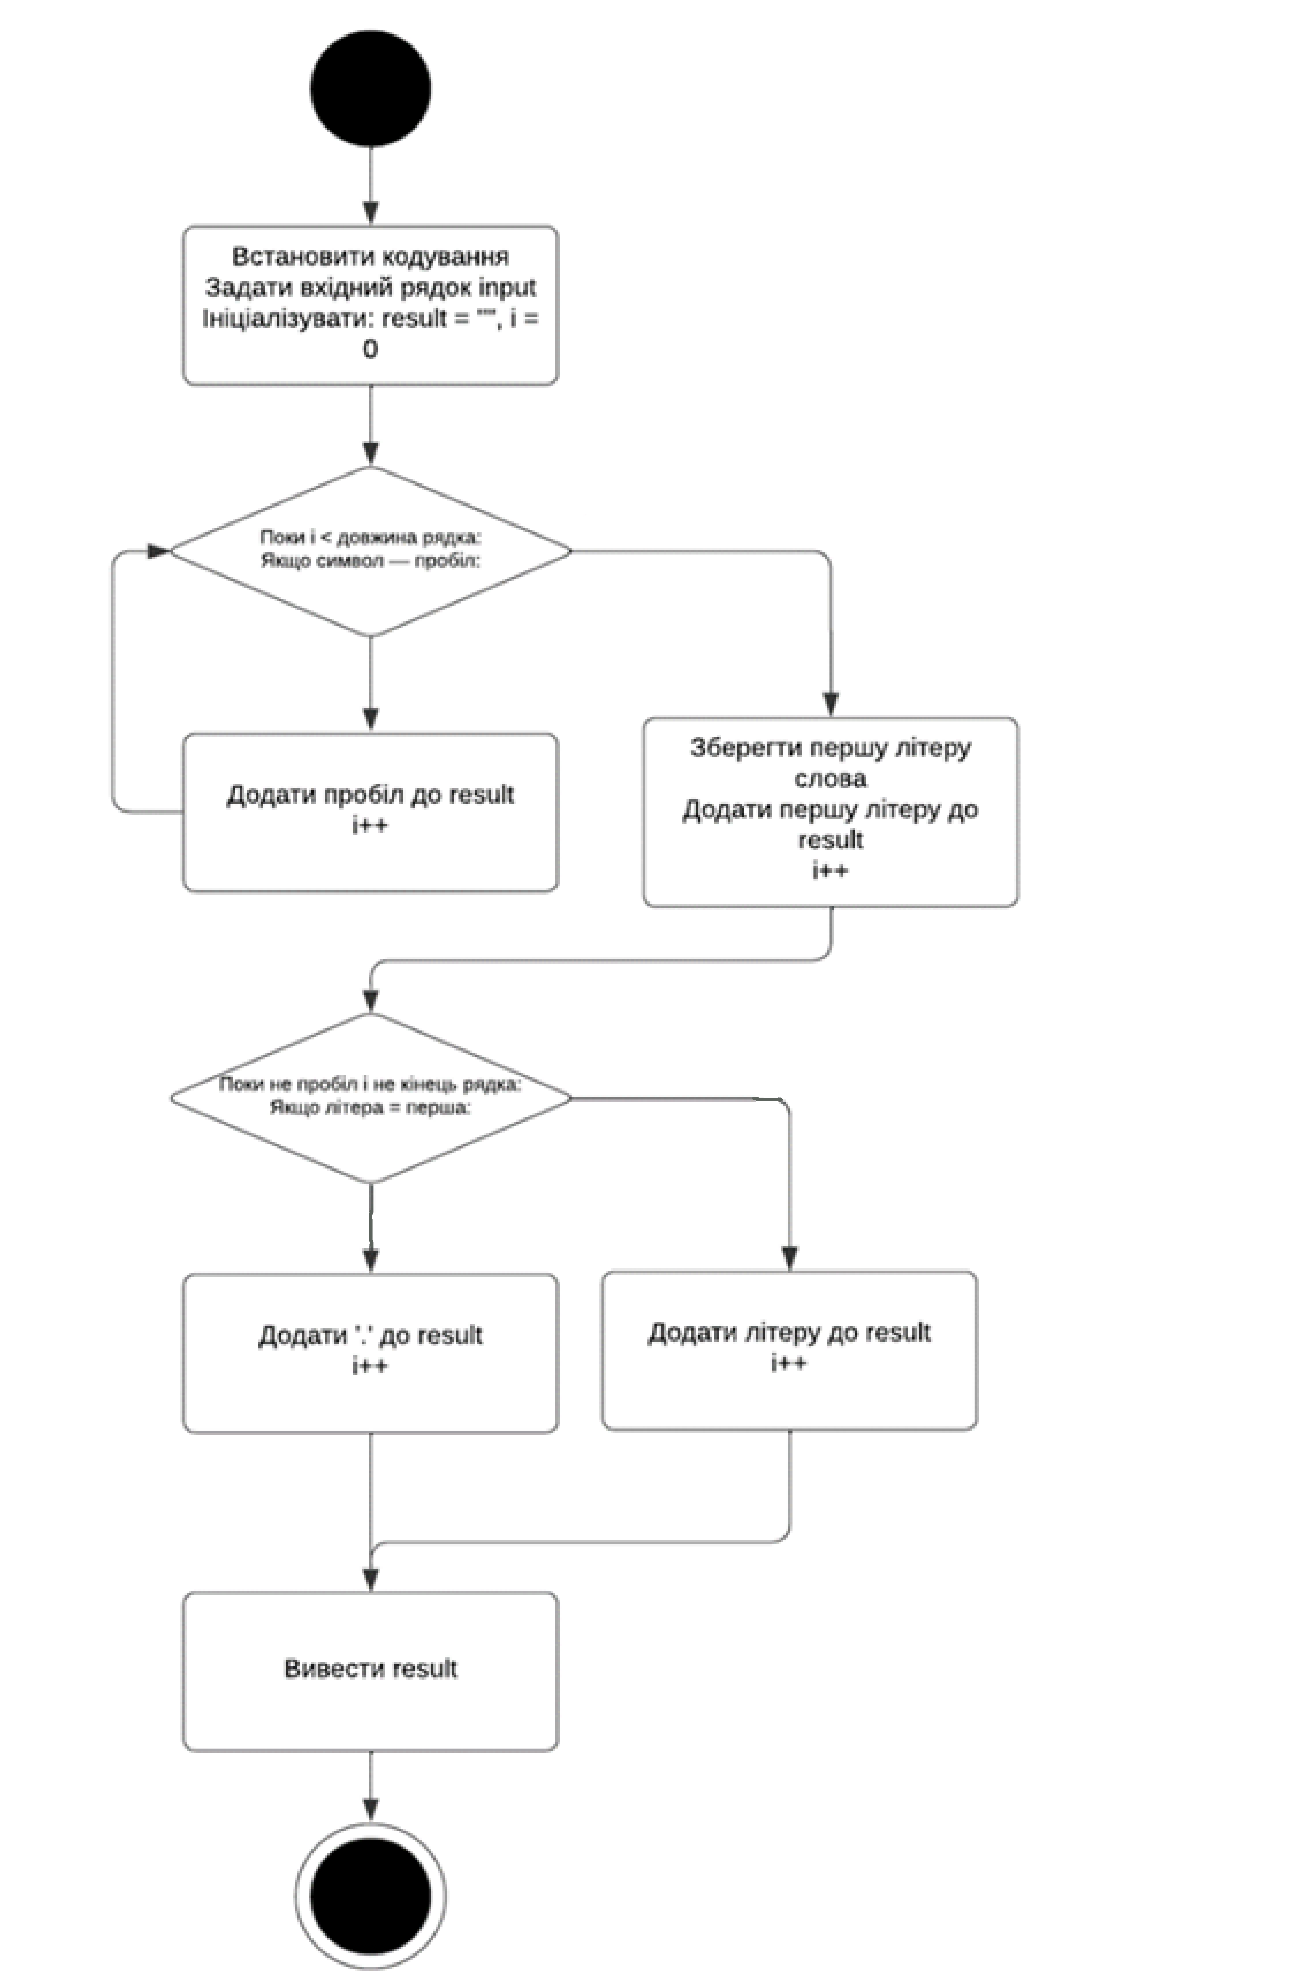 Встановити кодування
Задати вхідний рядок input
Ініціалізувати: result = "", i =
0
Поки i < довжина рядка:
Якщо символ — пробіл:
Додати пробіл до result
i++
Зберегти першу літеру
слова
Додати першу літеру до
result
i++
Поки не пробіл і не кінець рядка:
Якщо літера = перша:
Додати '.' до result
i++
Додати літеру до result
i++
Вивести result